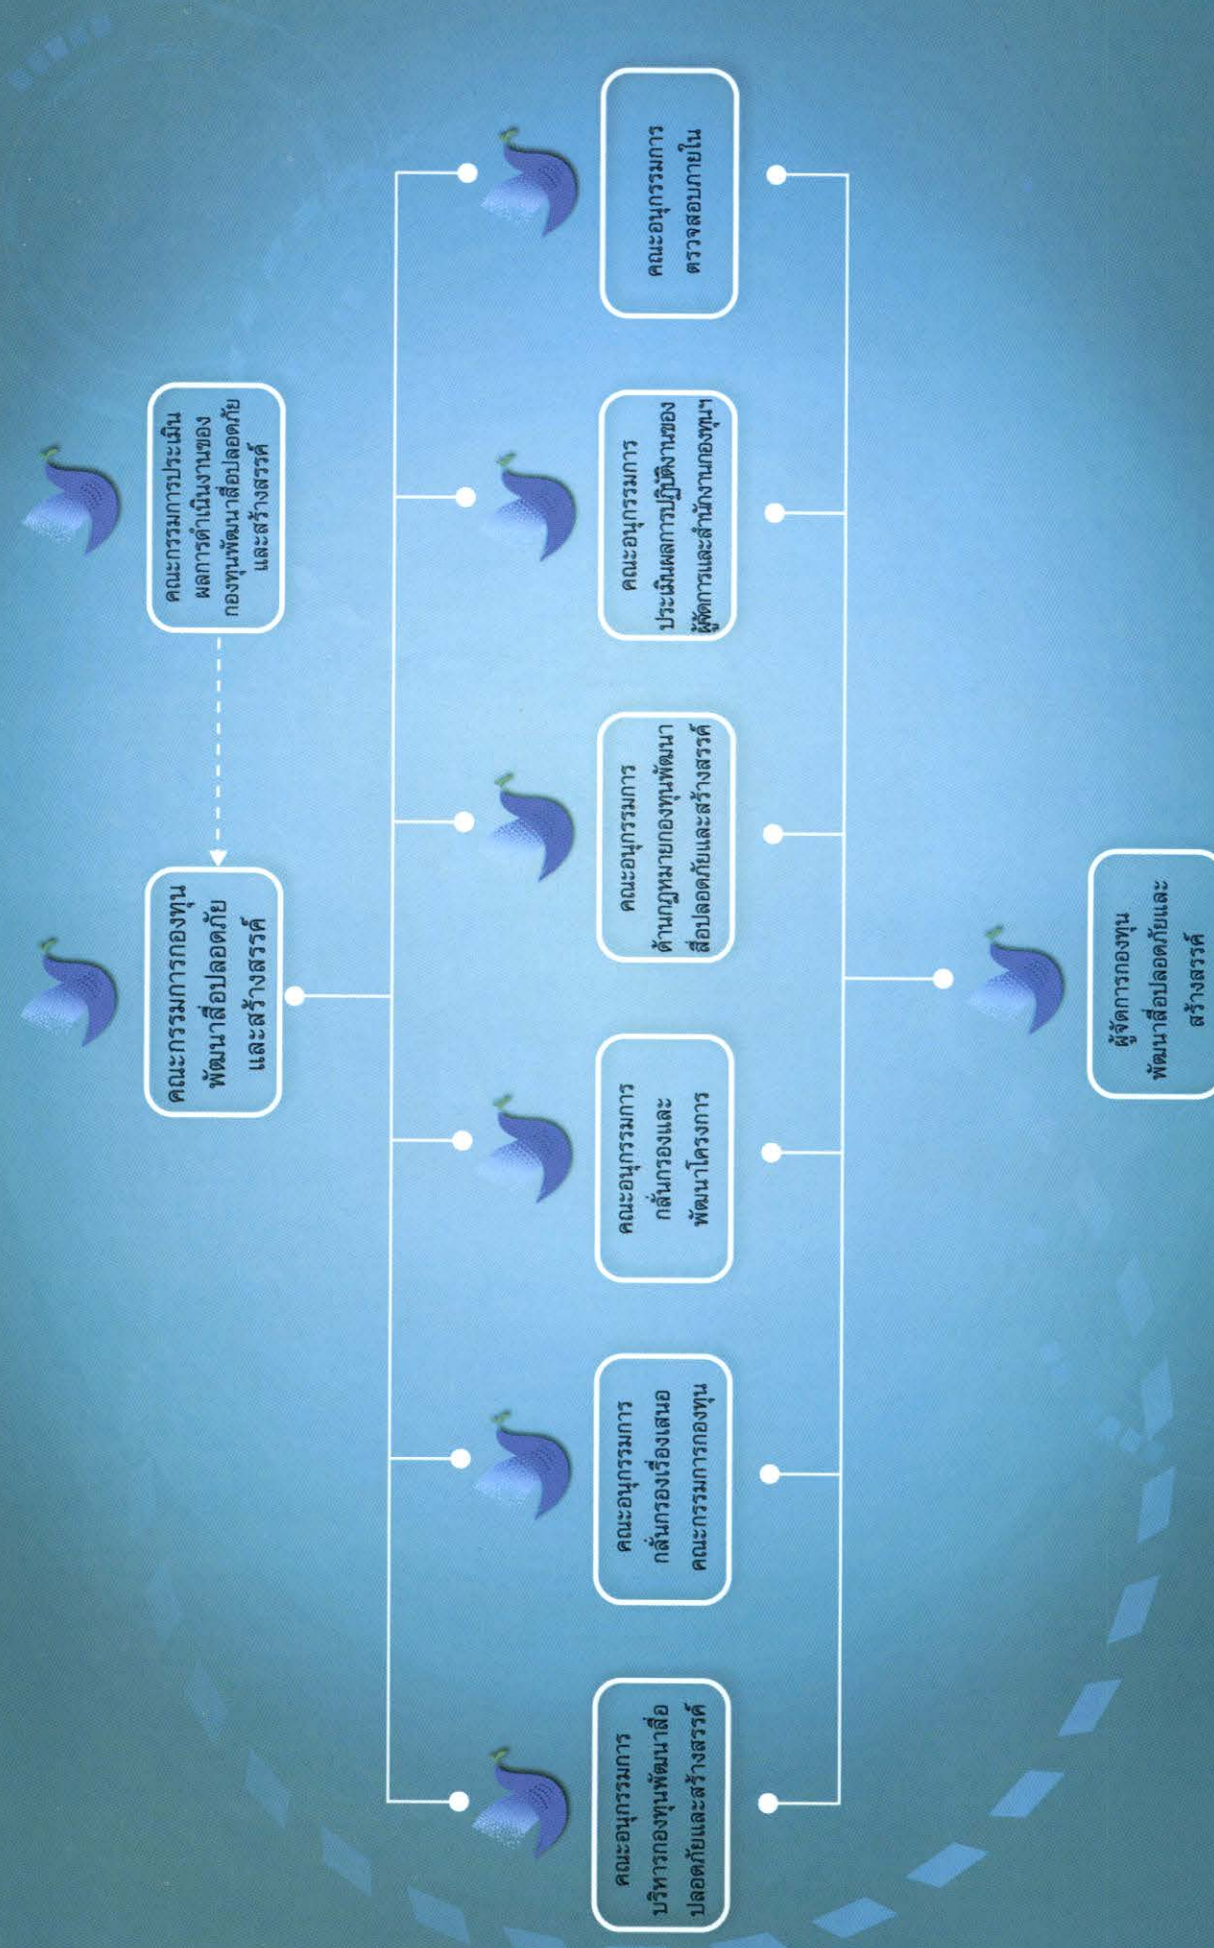 คณะกรรมการกองทุน
พัฒนาสื่อปลอดภัย
และสร้างสรรค์
คณะกรรมการประเมิน
ผลการดำเนินงานของ
กองทุนพัฒนาสื่อปลอดภัย
และสร้างสรรค์
คณะอนุกรรมการ
บริหารกองทุนพัฒนาสื่อ
ปลอดภัยและสร้างสรรค์
คณะอนุกรรมการ
กลั่นกรองเรื่องเสนอ
คณะกรรมการกองทุน
คณะอนุกรรมการ
กลั่นกรองและ
พัฒนาโครงการ
คณะอนุกรรมการ
ด้านกฎหมายกองทุนพัฒนา
สื่อปลอดภัยและสร้างสรรค์
คณะอนุกรรมการ
ประเมินผลการปฏิบัติงานของ
ผู้จัดการและสำนักงานกองทุนฯ
คณะอนุกรรมการ
ตรวจสอบภายใน
ผู้จัดการกองทุน
พัฒนาสื่อปลอดภัยและ
สร้างสรรค์